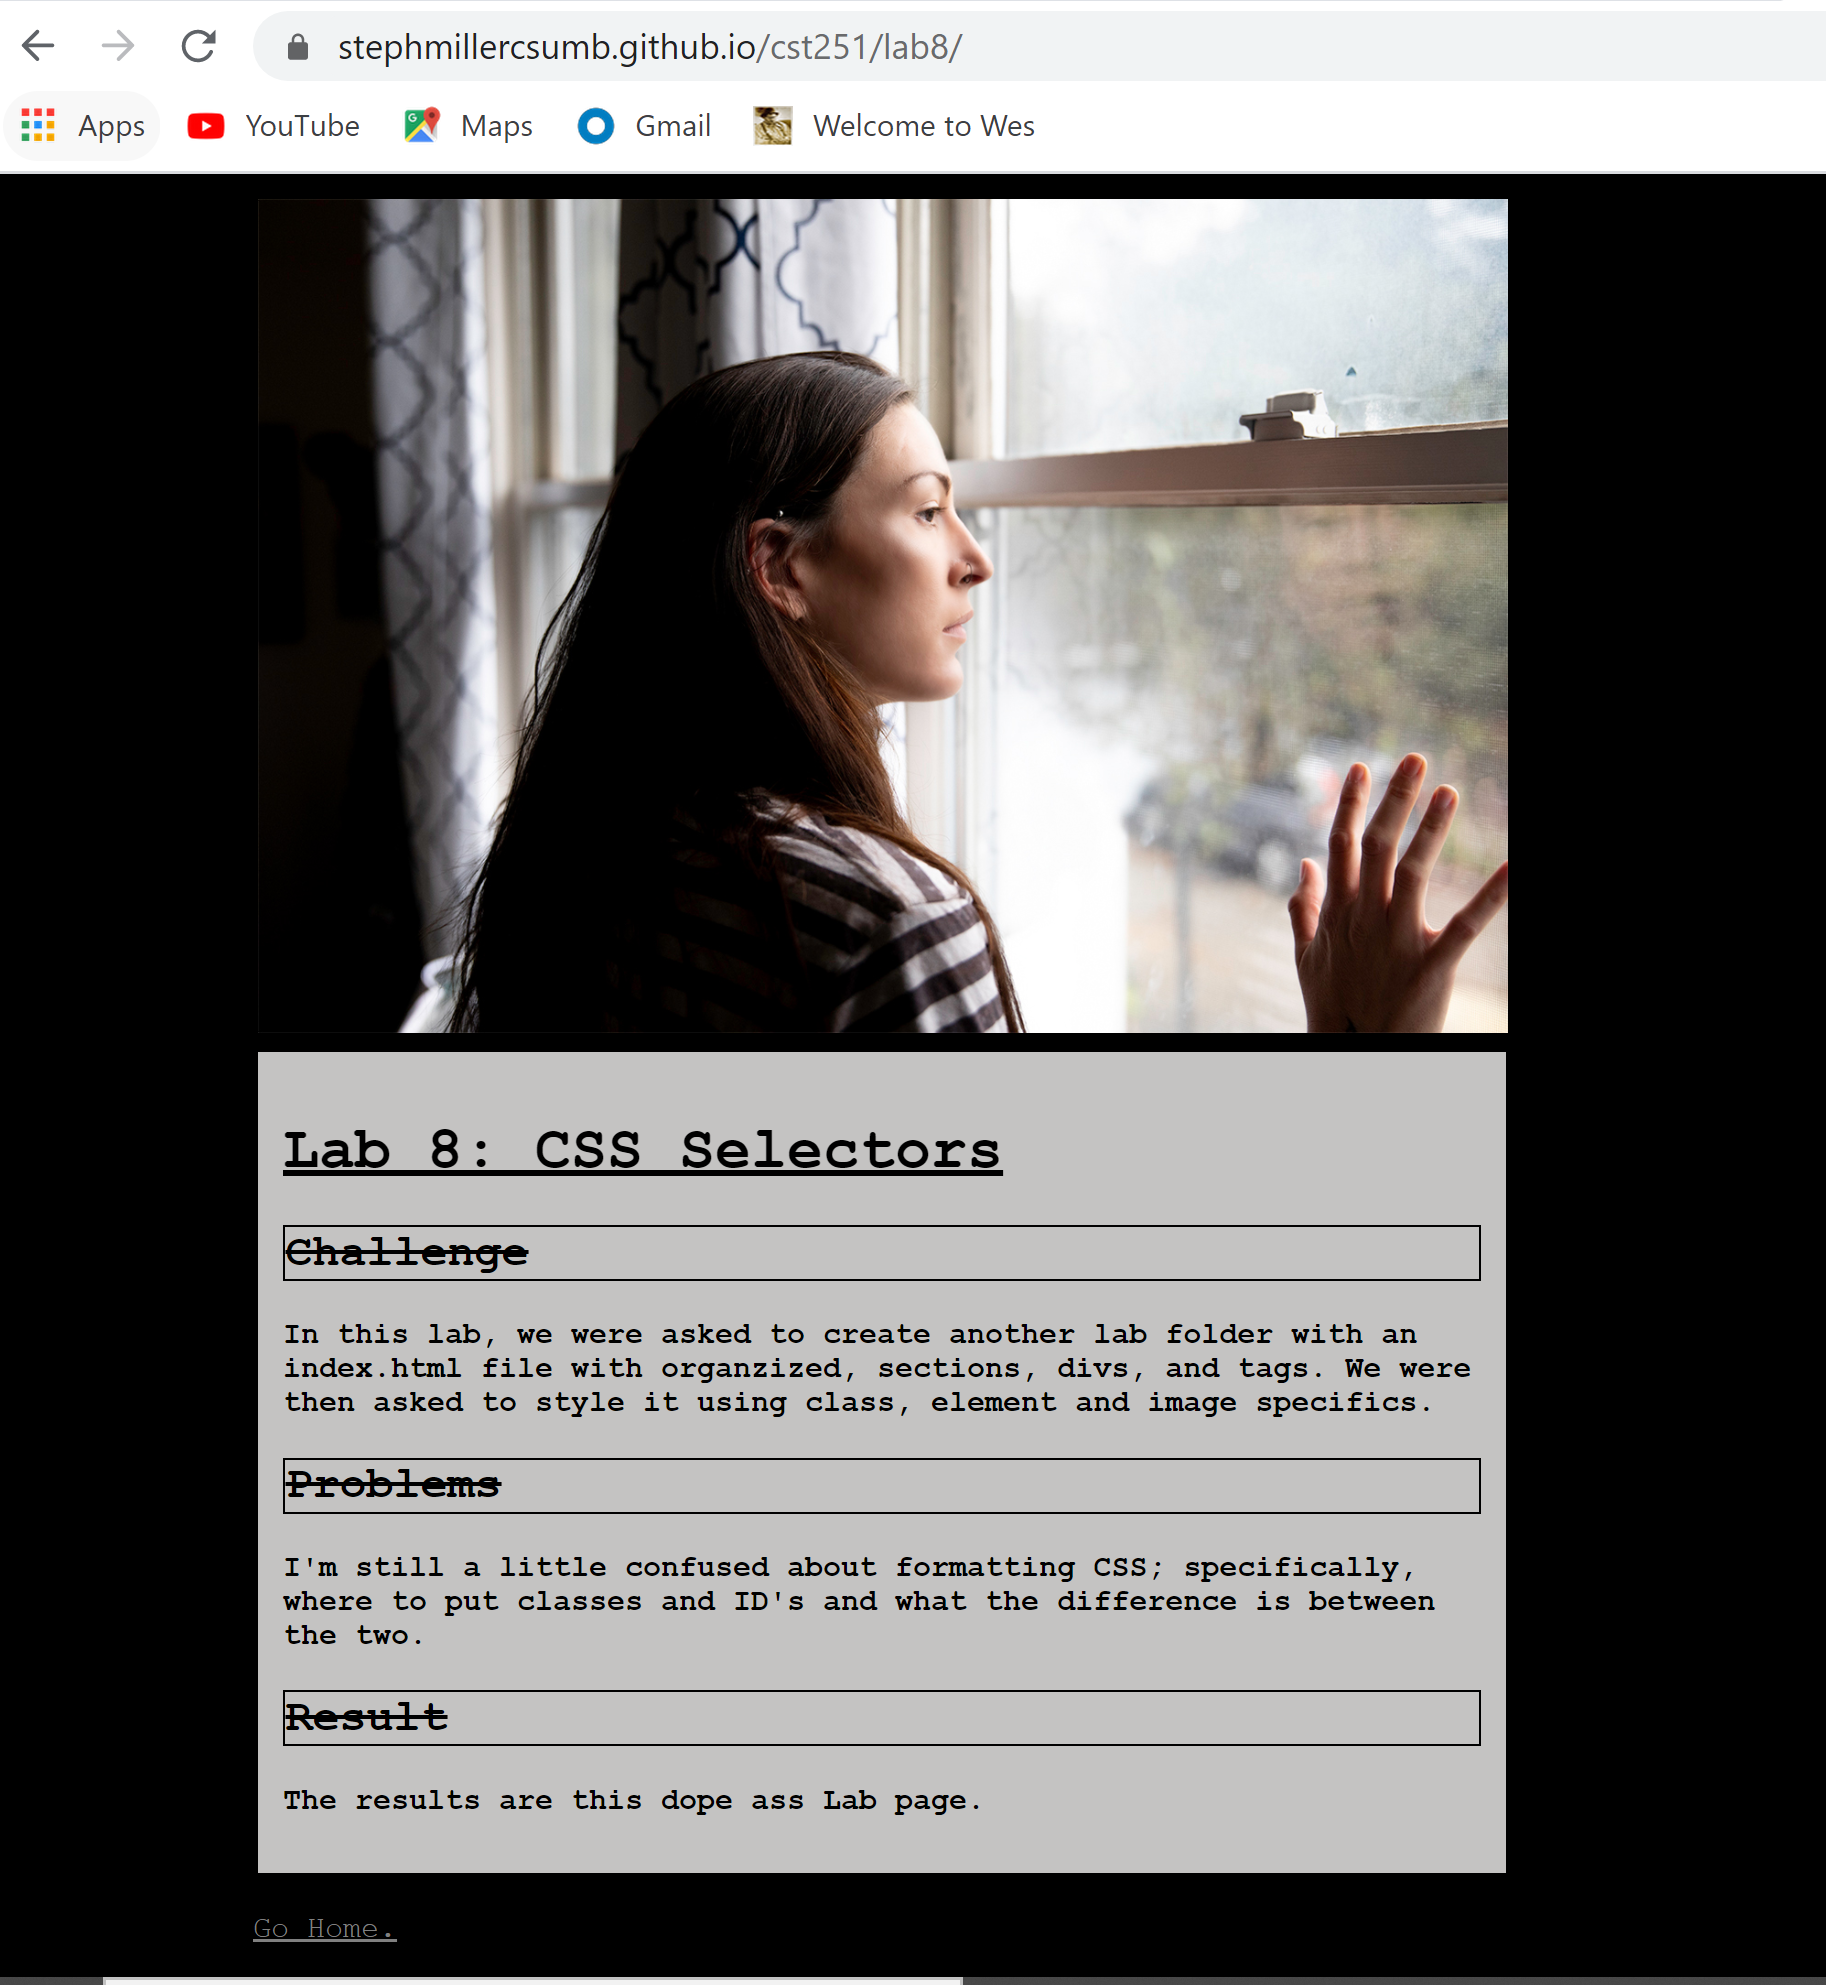 stephmillercsumb.github.io/cst251/lab8/
Apps YouTube Maps Gmail Welcome to Wes
Lab 8: CSS Selectors
Challenge
In this lab, we were asked to create another lab folder with an
index.html file with organzized, sections, divs, and tags. We were
then asked to style it using class, element and image specifics.
Problems
I'm still a little confused about formatting CSS; specifically,
where to put classes and ID's and what the difference is between
the two.
Result
The results are this dope ass Lab page.
Go Home.